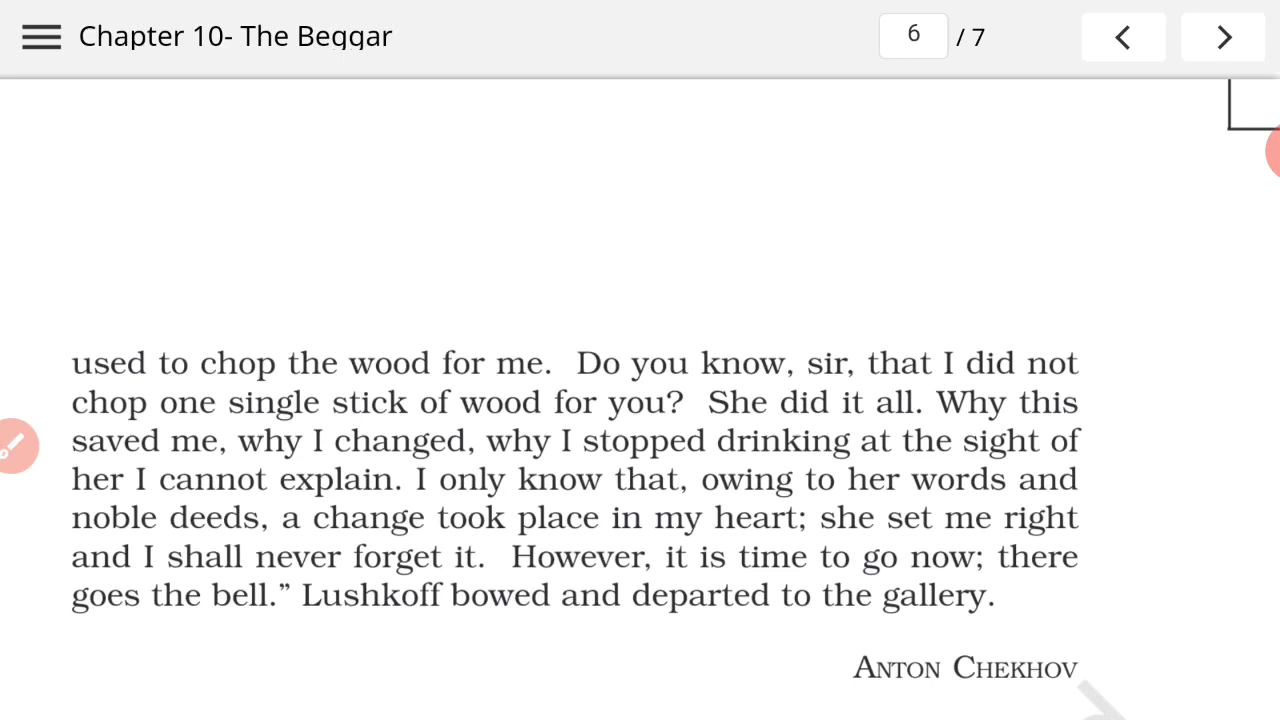 Chapter 10- The Beggar
6 / 7
used to chop the wood for me. Do you know, sir, that I did not
chop one single stick of wood for you? She did it all. Why this
saved me, why I changed, why I stopped drinking at the sight of
her I cannot explain. I only know that, owing to her words and
noble deeds, a change took place in my heart; she set me right
and I shall never forget it. However, it is time to go now; there
goes the bell.” Lushkoff bowed and departed to the gallery.
ANTON CHEKHOV